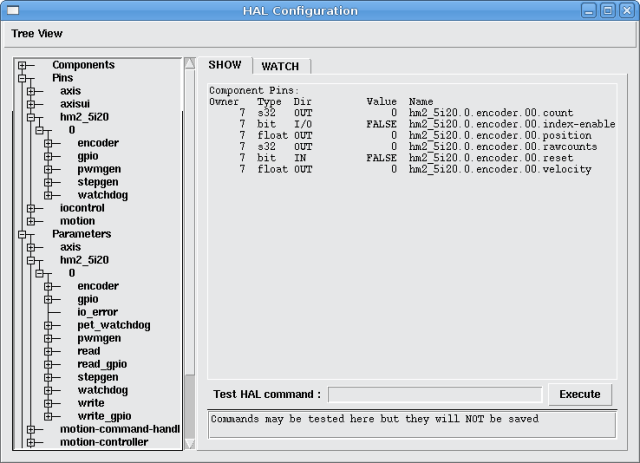 HAL Configuration
Tree View
Components
Pins
axis
axisui
hm2_5i20
0
encoder
gpio
pwmgen
stepgen
watchdog
iocontrol
motion
Parameters
axis
hm2_5i20
0
encoder
gpio
io_error
pet_watchdog
pwmgen
read
read_gpio
stepgen
watchdog
write
write_gpio
motion-command-handl
motion-controller
SHOW WATCH
Component Pins:
Owner Type Dir Value Name
7 s32 OUT 0 hm2_5i20.0.encoder.00.count
7 bit I/O FALSE hm2_5i20.0.encoder.00.index-enable
7 float OUT 0 hm2_5i20.0.encoder.00.position
7 s32 OUT 0 hm2_5i20.0.encoder.00.rawcounts
7 bit IN FALSE hm2_5i20.0.encoder.00.reset
7 float OUT 0 hm2_5i20.0.encoder.00.velocity
Test HAL command : Execute
Commands may be tested here but they will NOT be saved